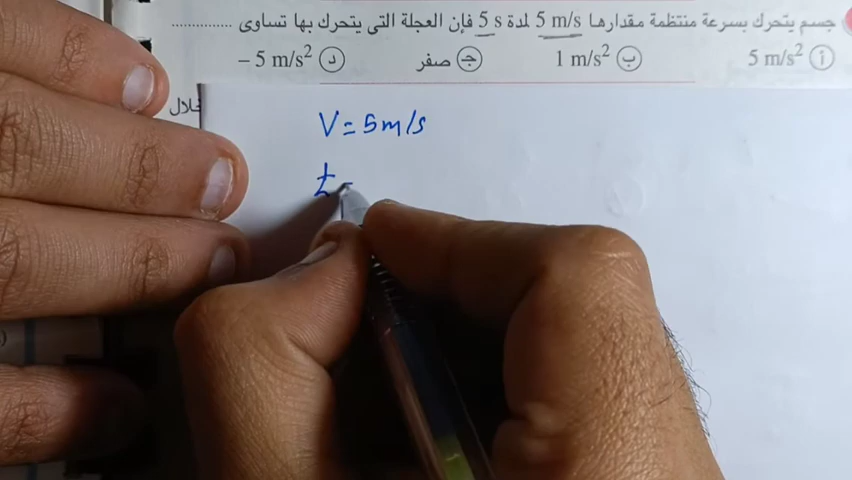 جسم يتحرك بسرعة منتظمة مقدارها 5 m/s لمدة 5 s فإن العجلة التى يتحرك بها تساوى ..................
أ 5 m/s² ب 1 m/s² ج صفر د – 5 m/s²
خلال
V = 5 m/s
t =